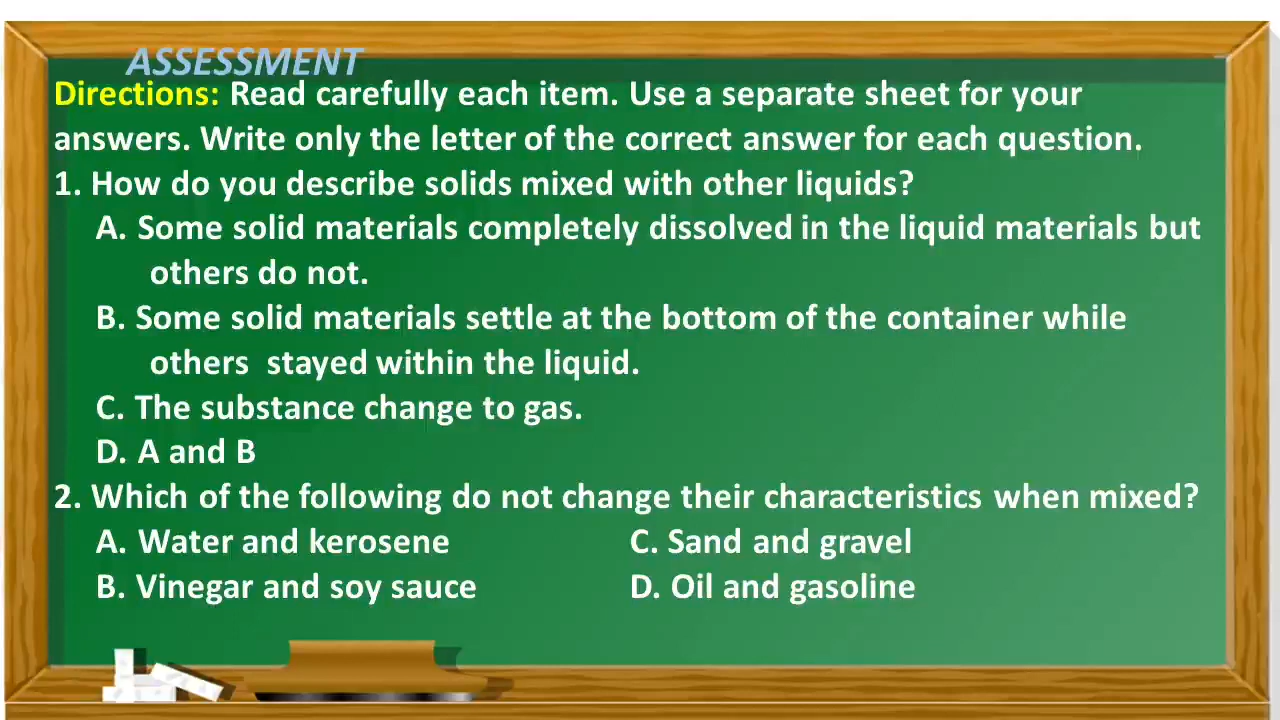 ASSESSMENT
Directions: Read carefully each item. Use a separate sheet for your
answers. Write only the letter of the correct answer for each question.
1. How do you describe solids mixed with other liquids?
A. Some solid materials completely dissolved in the liquid materials but
others do not.
B. Some solid materials settle at the bottom of the container while
others stayed within the liquid.
C. The substance change to gas.
D. A and B
2. Which of the following do not change their characteristics when mixed?
A. Water and kerosene C. Sand and gravel
B. Vinegar and soy sauce D. Oil and gasoline